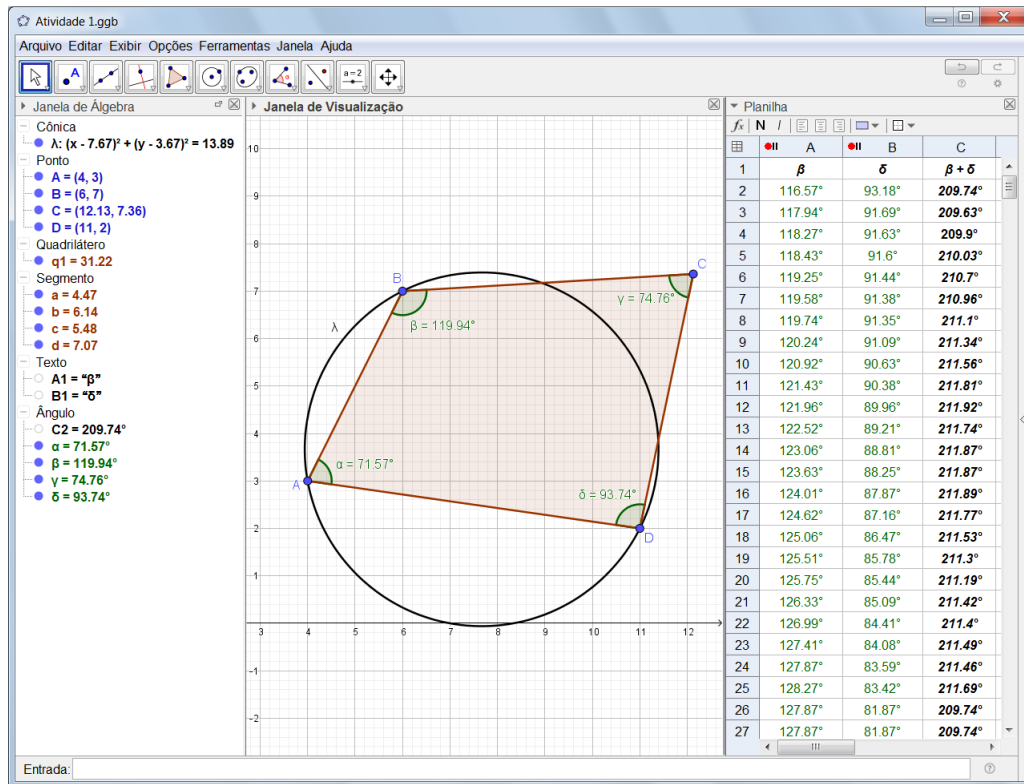 Atividade 1.ggb
Arquivo Editar Exibir Opções Ferramentas Janela Ajuda
A
a=2
Janela de Álgebra
Janela de Visualização
Planilha
Cônica
λ: (x - 7.67)² + (y - 3.67)² = 13.89
Ponto
A = (4, 3)
B = (6, 7)
C = (12.13, 7.36)
D = (11, 2)
Quadrilátero
q1 = 31.22
Segmento
a = 4.47
b = 6.14
c = 5.48
d = 7.07
Texto
A1 = “β”
B1 = “δ”
Ângulo
C2 = 209.74°
α = 71.57°
β = 119.94°
γ = 74.76°
δ = 93.74°
10
9
8
7
6
5
4
3
2
1
-1
-2
3 4 5 6 7 8 9 10 11 12
λ
A
B
C
D
β = 119.94°
γ = 74.76°
α = 71.57°
δ = 93.74°
fx N I
A B C
1 β δ β + δ
2 116.57° 93.18° 209.74°
3 117.94° 91.69° 209.63°
4 118.27° 91.63° 209.9°
5 118.43° 91.6° 210.03°
6 119.25° 91.44° 210.7°
7 119.58° 91.38° 210.96°
8 119.74° 91.35° 211.1°
9 120.24° 91.09° 211.34°
10 120.92° 90.63° 211.56°
11 121.43° 90.38° 211.81°
12 121.96° 89.96° 211.92°
13 122.52° 89.21° 211.74°
14 123.06° 88.81° 211.87°
15 123.63° 88.25° 211.87°
16 124.01° 87.87° 211.89°
17 124.62° 87.16° 211.77°
18 125.06° 86.47° 211.53°
19 125.51° 85.78° 211.3°
20 125.75° 85.44° 211.19°
21 126.33° 85.09° 211.42°
22 126.99° 84.41° 211.4°
23 127.41° 84.08° 211.49°
24 127.87° 83.59° 211.46°
25 128.27° 83.42° 211.69°
26 127.87° 81.87° 209.74°
27 127.87° 81.87° 209.74°
Entrada: